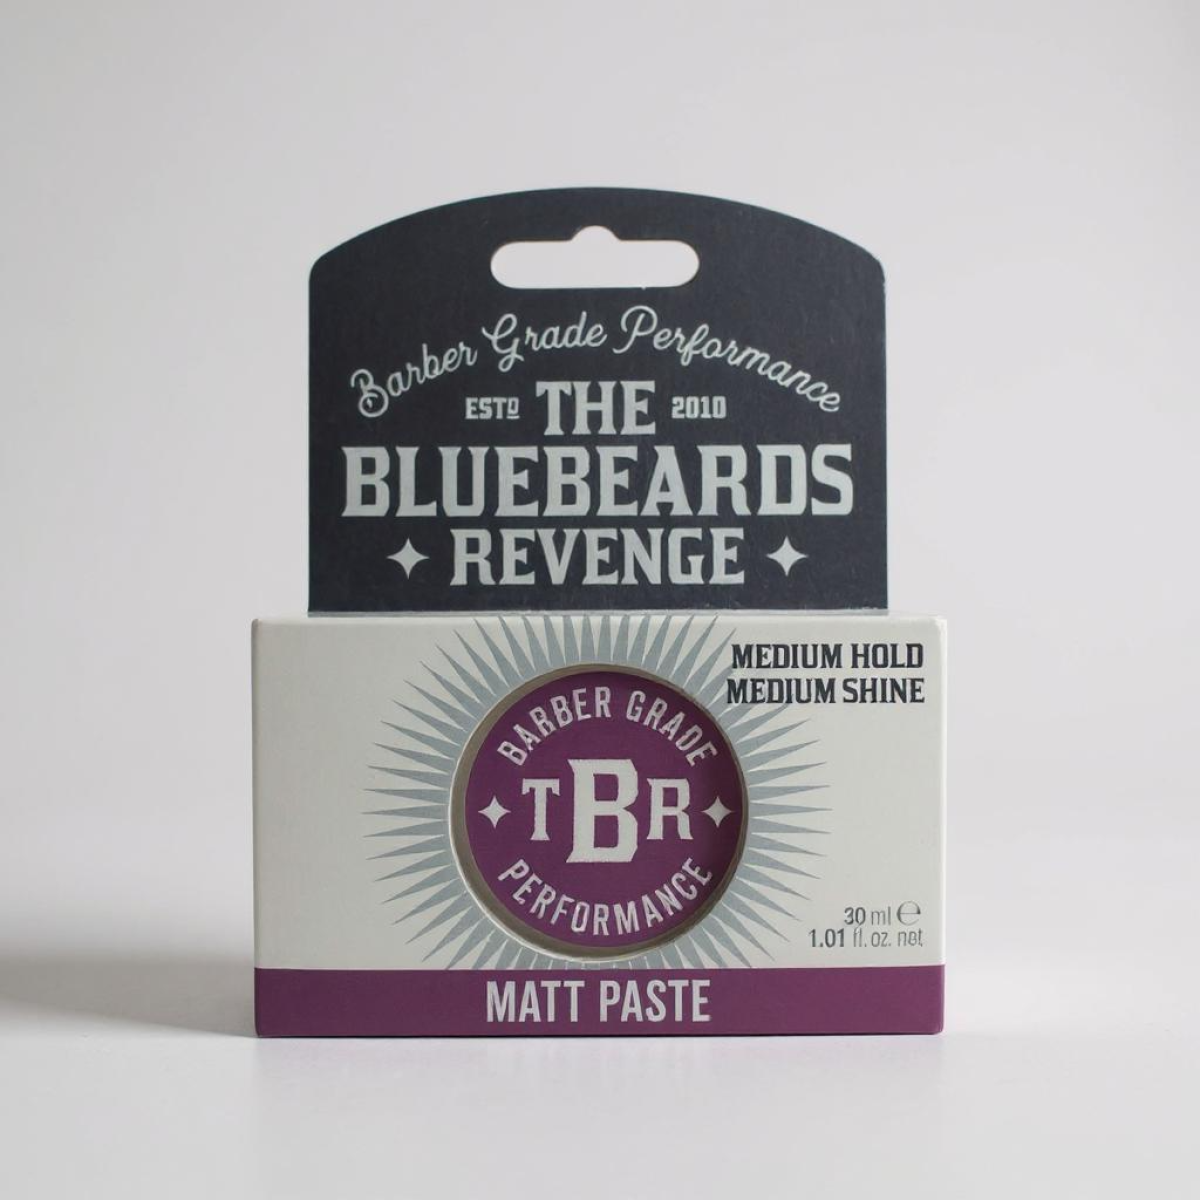 Barber Grade Performance
ESTD THE 2010
BLUEBEARDS
REVENGE
MEDIUM HOLD
MEDIUM SHINE
BARBER GRADE
TBR
PERFORMANCE
30 ml ℮
1.01 fl. oz. net
MATT PASTE